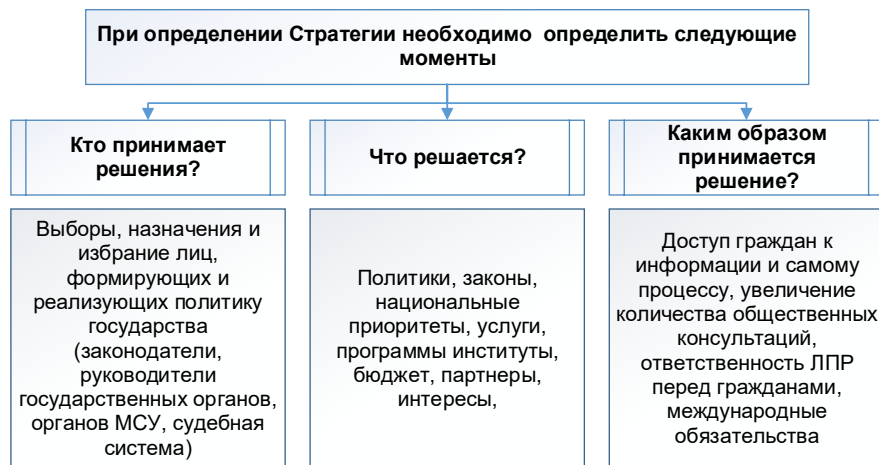 При определении Стратегии необходимо определить следующие
моменты
Кто принимает
решения?
Что решается?
Каким образом
принимается
решение?
Выборы, назначения и
избрание лиц,
формирующих и
реализующих политику
государства
(законодатели,
руководители
государственных органов,
органов МСУ, судебная
система)
Политики, законы,
национальные
приоритеты, услуги,
программы институты,
бюджет, партнеры,
интересы,
Доступ граждан к
информации и самому
процессу, увеличение
количества общественных
консультаций,
ответственность ЛПР
перед гражданами,
международные
обязательства